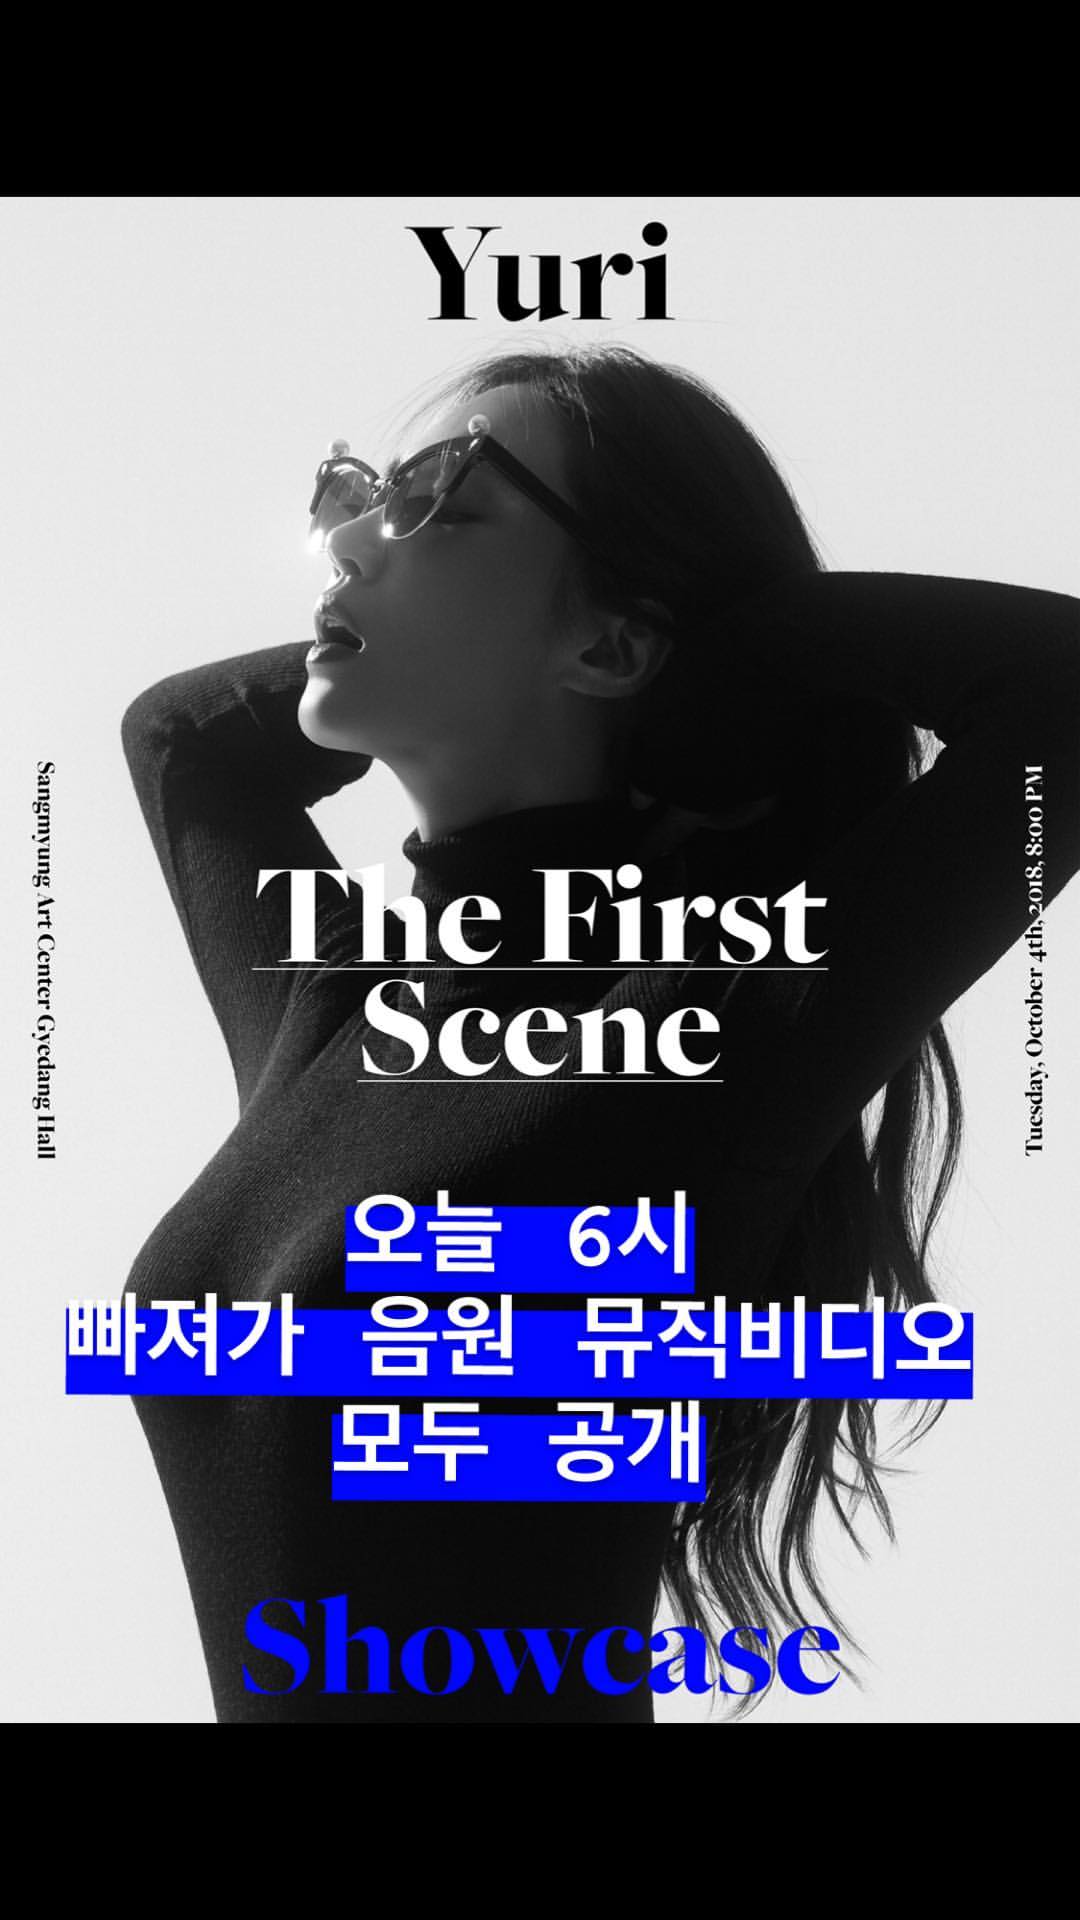 Yuri
Sangmyung Art Center Gyedang Hall
Tuesday, October 4th, 2018, 8:00 PM
The First
Scene
오늘 6시
빠져가 음원 뮤직비디오
모두 공개
Showcase